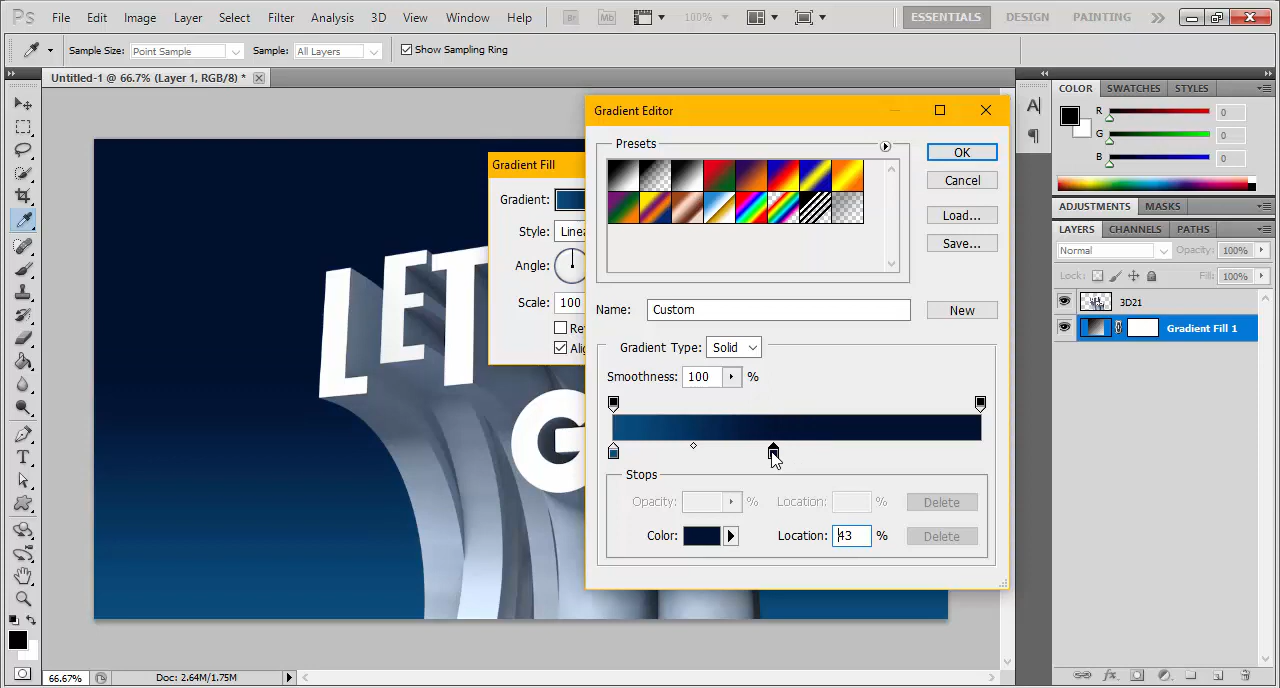 Ps File Edit Image Layer Select Filter Analysis 3D View Window Help Br Mb 100% ESSENTIALS DESIGN PAINTING
Sample Size: Point Sample Sample: All Layers Show Sampling Ring
Untitled-1 @ 66.7% (Layer 1, RGB/8) *
COLOR SWATCHES STYLES
R 0
G 0
B 0
ADJUSTMENTS MASKS
LAYERS CHANNELS PATHS
Normal Opacity: 100%
Lock: Fill: 100%
3D21
Gradient Fill 1
Gradient Fill
Gradient:
Style: Linea
Angle:
Scale: 100
Re
Alig
Gradient Editor
Presets
OK
Cancel
Load...
Save...
Name: Custom New
Gradient Type: Solid
Smoothness: 100 %
Stops
Opacity: % Location: % Delete
Color: Location: 43 % Delete
LET
G
66.67% Doc: 2.64M/1.75M